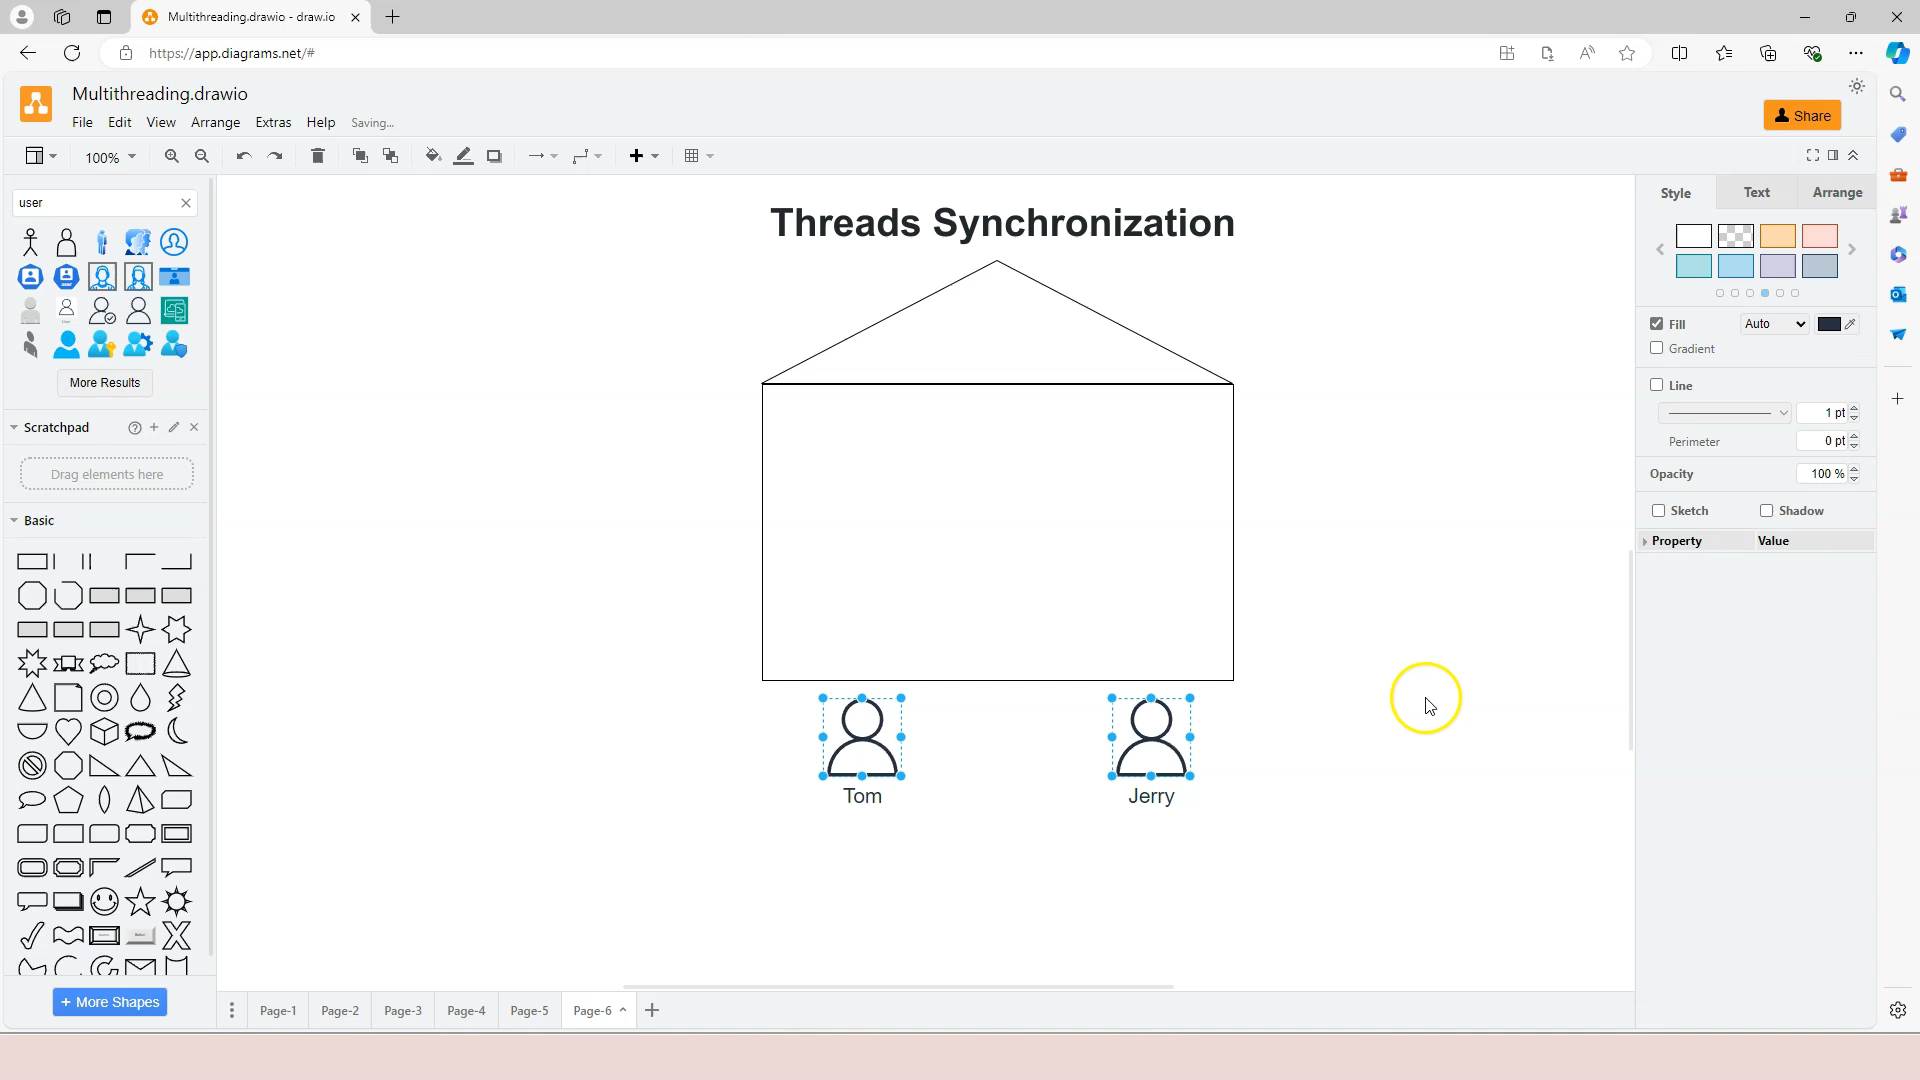 Multithreading.drawio - draw.io
https://app.diagrams.net/#
Multithreading.drawio
File Edit View Arrange Extras Help Saving...
Share
100%
user
More Results
Scratchpad
Drag elements here
Basic
+ More Shapes
Threads Synchronization
Tom
Jerry
Page-1 Page-2 Page-3 Page-4 Page-5 Page-6
Style Text Arrange
Fill Auto
Gradient
Line
1 pt
Perimeter 0 pt
Opacity 100 %
Sketch Shadow
Property Value